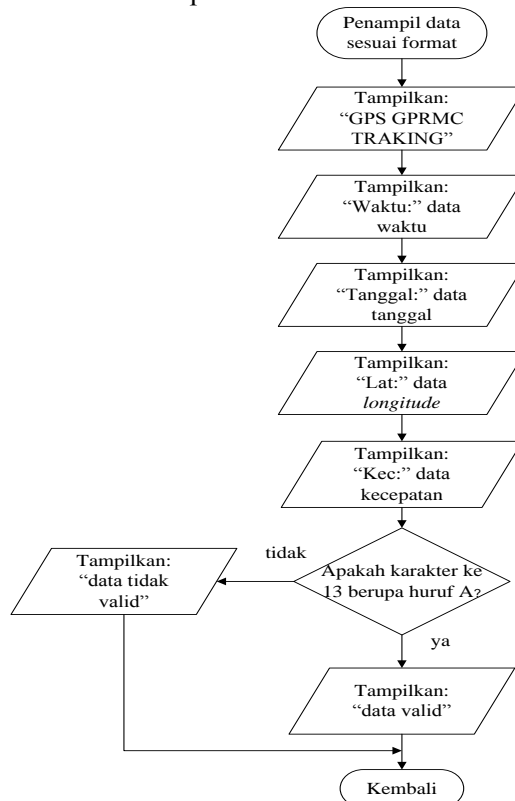 Penampil data
sesuai format
Tampilkan:
“GPS GPRMC
TRAKING”
Tampilkan:
“Waktu:” data
waktu
Tampilkan:
“Tanggal:” data
tanggal
Tampilkan:
“Lat:” data
longitude
Tampilkan:
“Kec:” data
kecepatan
Apakah karakter ke
13 berupa huruf A?
tidak
Tampilkan:
“data tidak
valid”
ya
Tampilkan:
“data valid”
Kembali